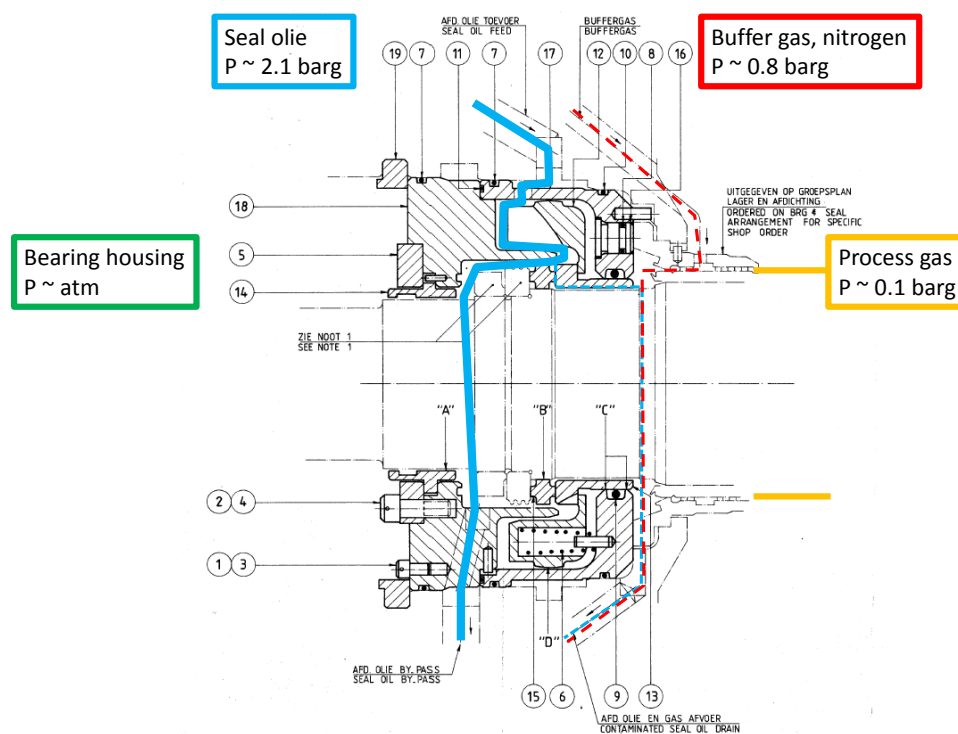 Seal olie
P ~ 2.1 barg
AFD. OLIE TOEVOER
SEAL OIL FEED
BUFFERGAS
BUFFERGAS
Buffer gas, nitrogen
P ~ 0.8 barg
19
7
11
7
17
12
10
8
16
18
5
14
UITGEGEVEN OP GROEPSPLAN
LAGER EN AFDICHTING
ORDERED ON BRG 4 SEAL
ARRANGEMENT FOR SPECIFIC
SHOP ORDER
Bearing housing
P ~ atm
Process gas
P ~ 0.1 barg
ZIE NOOT 1
SEE NOTE 1
"A"
"B"
"C"
2
4
1
3
"D"
AFD. OLIE BY.PASS
SEAL OIL BY.PASS
15
6
9
13
AFD. OLIE EN GAS AFVOER
CONTAMINATED SEAL OIL DRAIN